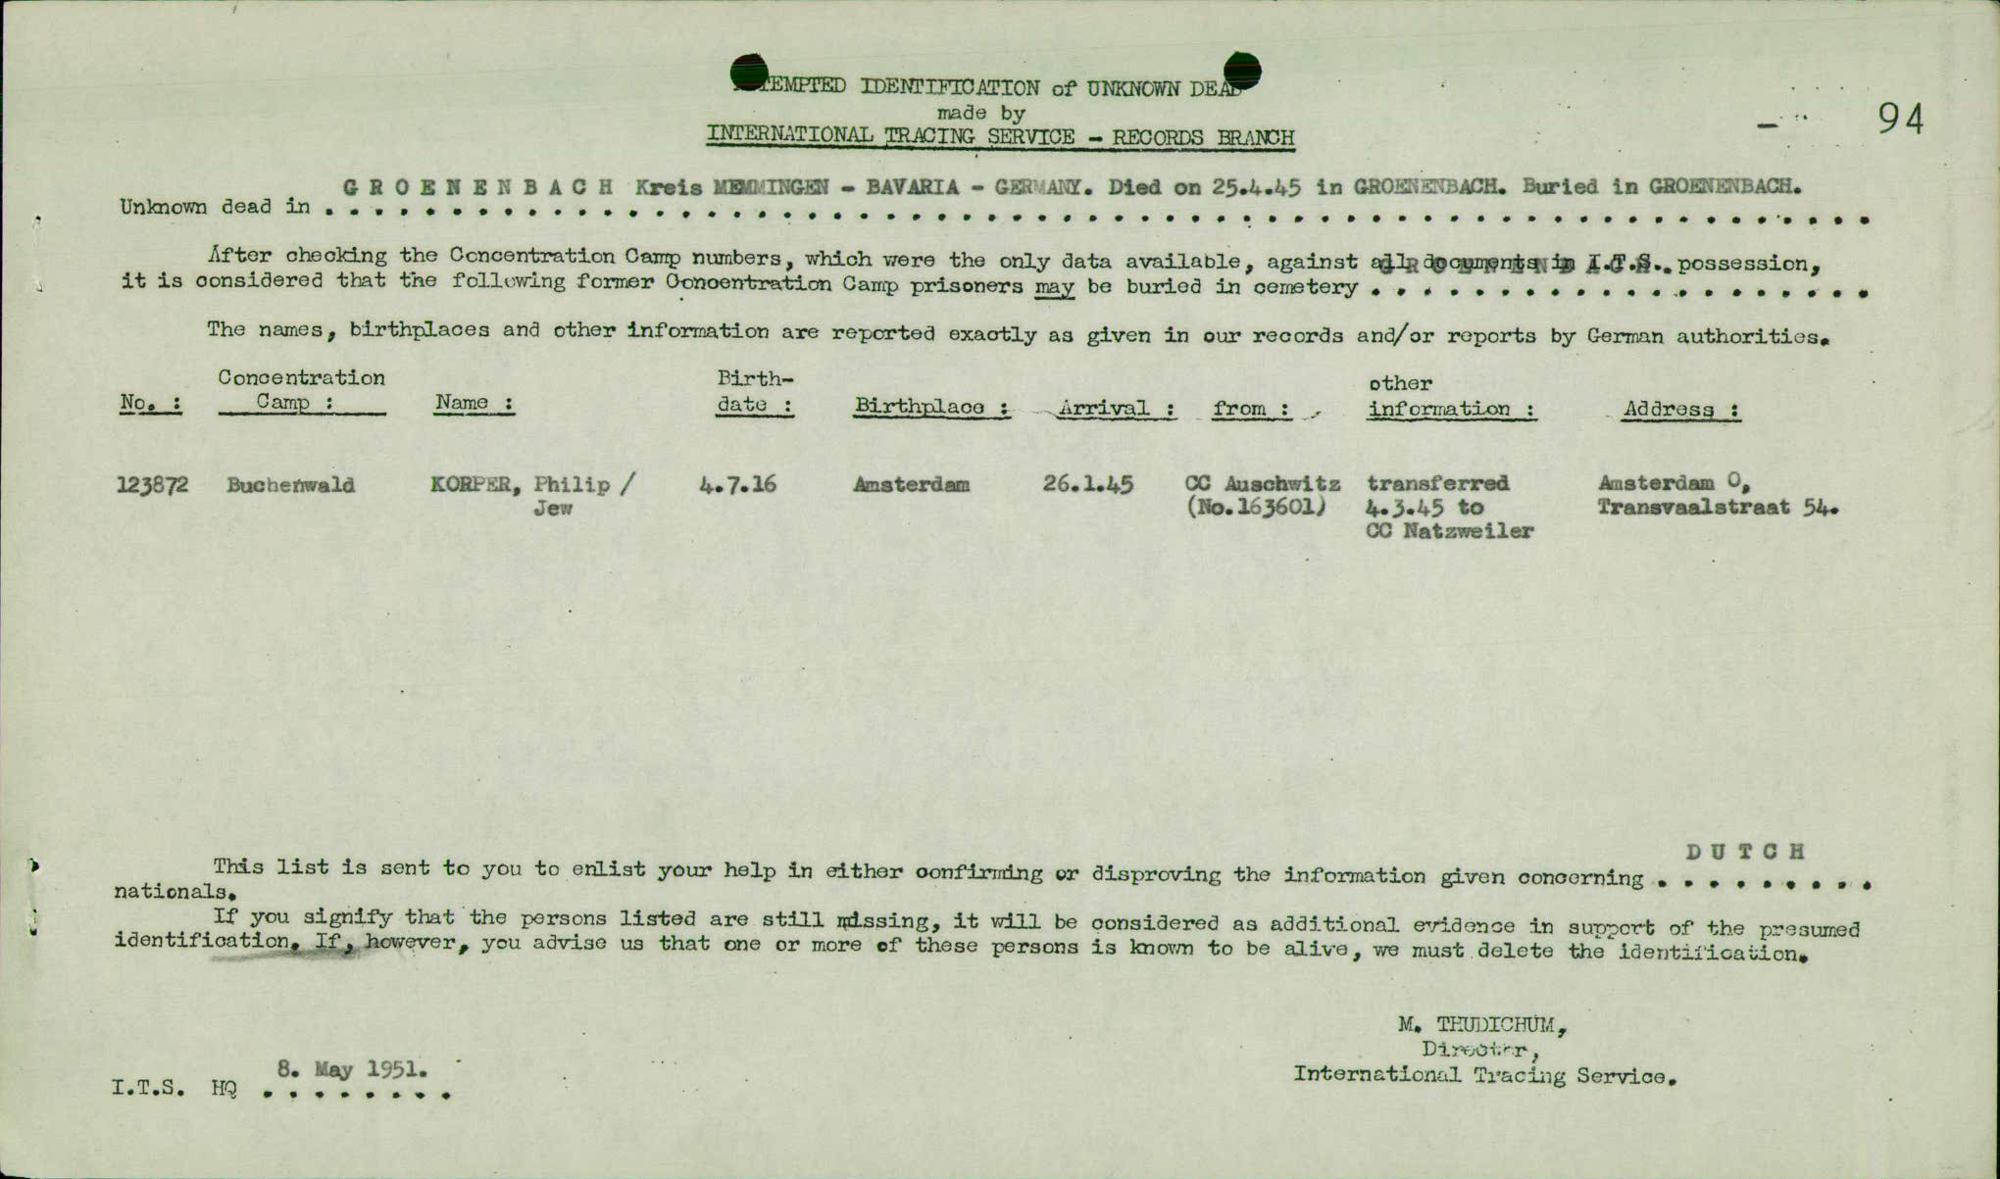 TEMPTED IDENTIFICATION of UNKNOWN DEAD
made by
INTERNATIONAL TRACING SERVICE - RECORDS BRANCH
94
G R O E N E N B A C H Kreis MEMMINGEN - BAVARIA - GERMANY. Died on 25.4.45 in GROENENBACH. Buried in GROENENBACH.
Unknown dead in . . . . . . . . . . . . . . . . . . . . . . . . . . . . . . . . . . . . . . . . . . . . . . . . . . . . . . . . . . . .
After checking the Concentration Camp numbers, which were the only data available, against all documents in I.T.S. possession,
it is considered that the following former Concentration Camp prisoners may be buried in cemetery . . . . . . . . . . . . . . . . . . . .
The names, birthplaces and other information are reported exactly as given in our records and/or reports by German authorities.
No. : Concentration Camp : Name : Birth-date : Birthplace : Arrival : from : other information : Address :
123872 Buchenwald KORPER, Philip / 4.7.16 Amsterdam 26.1.45 CC Auschwitz transferred Amsterdam O,
Jew (No.163601) 4.3.45 to Transvaalstraat 54.
CC Natzweiler
D U T C H
This list is sent to you to enlist your help in either confirming or disproving the information given concerning . . . . . . . . .
nationals.
If you signify that the persons listed are still missing, it will be considered as additional evidence in support of the presumed
identification. If, however, you advise us that one or more of these persons is known to be alive, we must delete the identification.
M. THUDICHUM,
Director,
International Tracing Service.
8. May 1951.
I.T.S. HQ . . . . . . . .